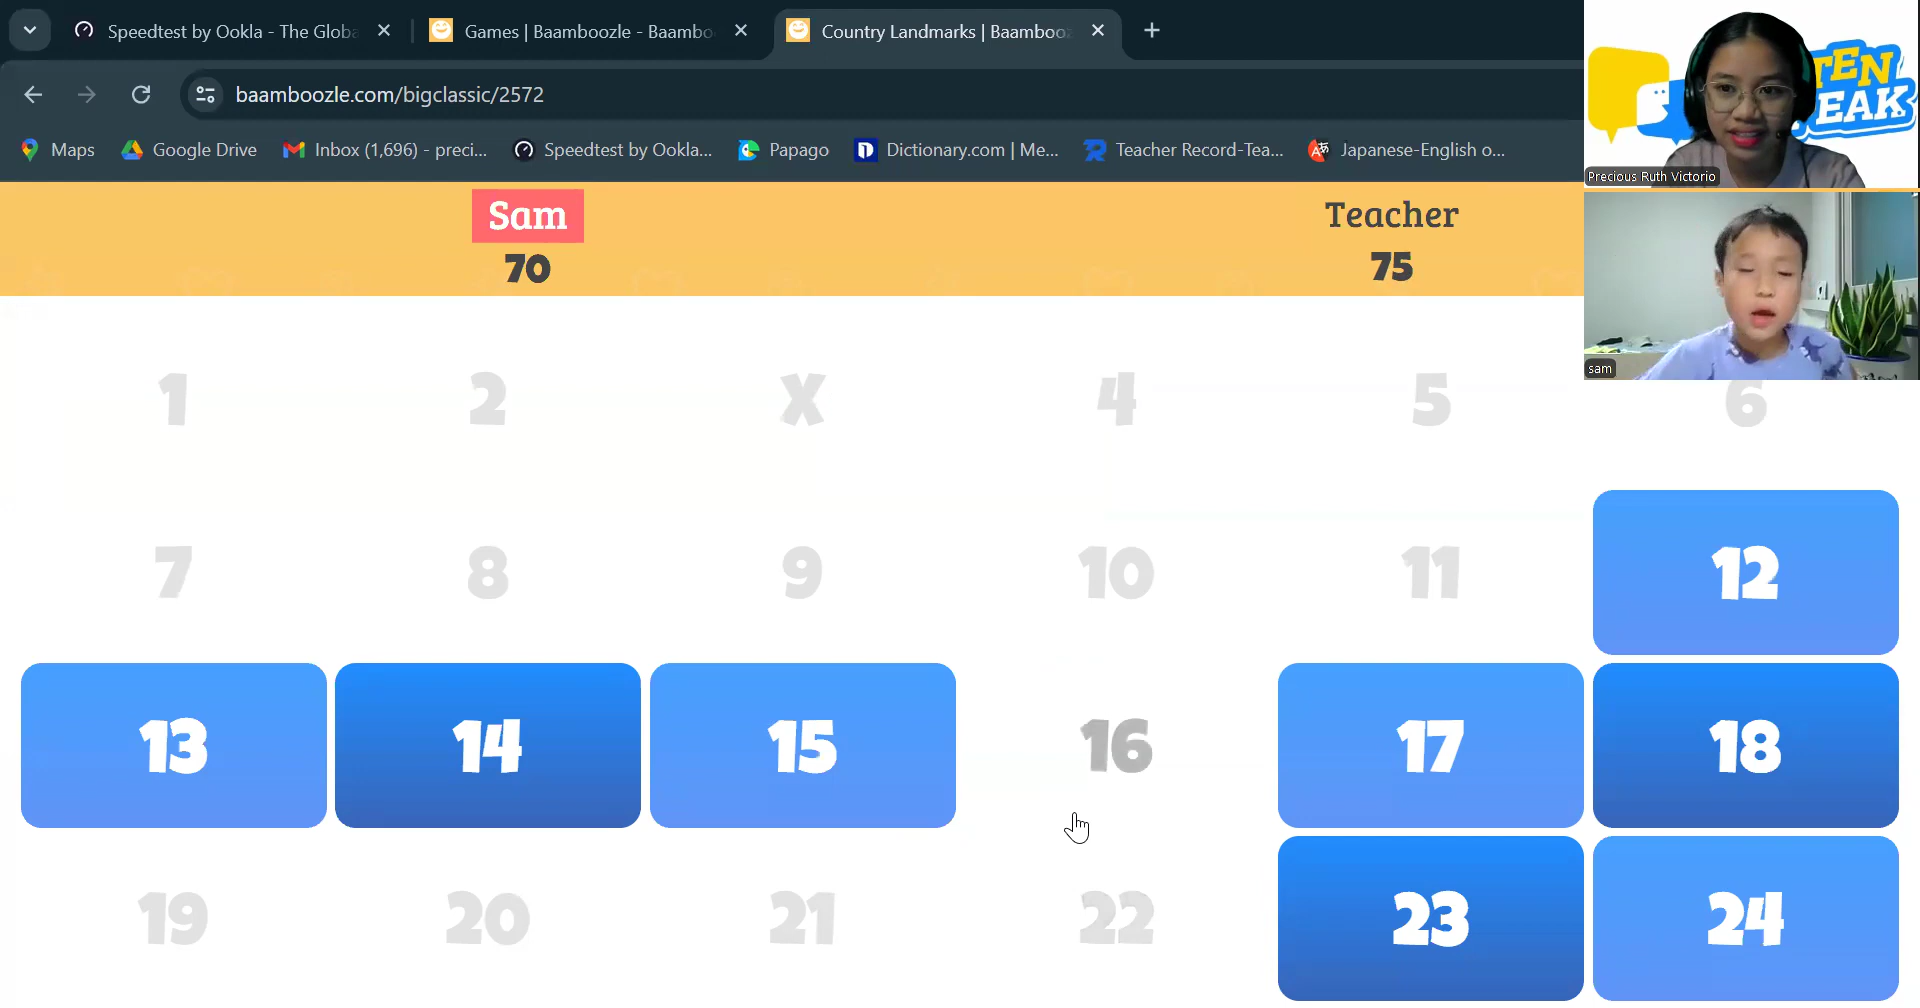 Speedtest by Ookla - The Globa
Games | Baamboozle - Baambo
Country Landmarks | Baambooz
baamboozle.com/bigclassic/2572
Maps
Google Drive
Inbox (1,696) - preci...
Speedtest by Ookla...
Papago
Dictionary.com | Me...
Teacher Record-Tea...
Japanese-English o...
TEN
EAK
Precious Ruth Victorio
sam
Sam
70
Teacher
75
1 2 X 4 5 6
7 8 9 10 11 12
13 14 15 16 17 18
19 20 21 22 23 24